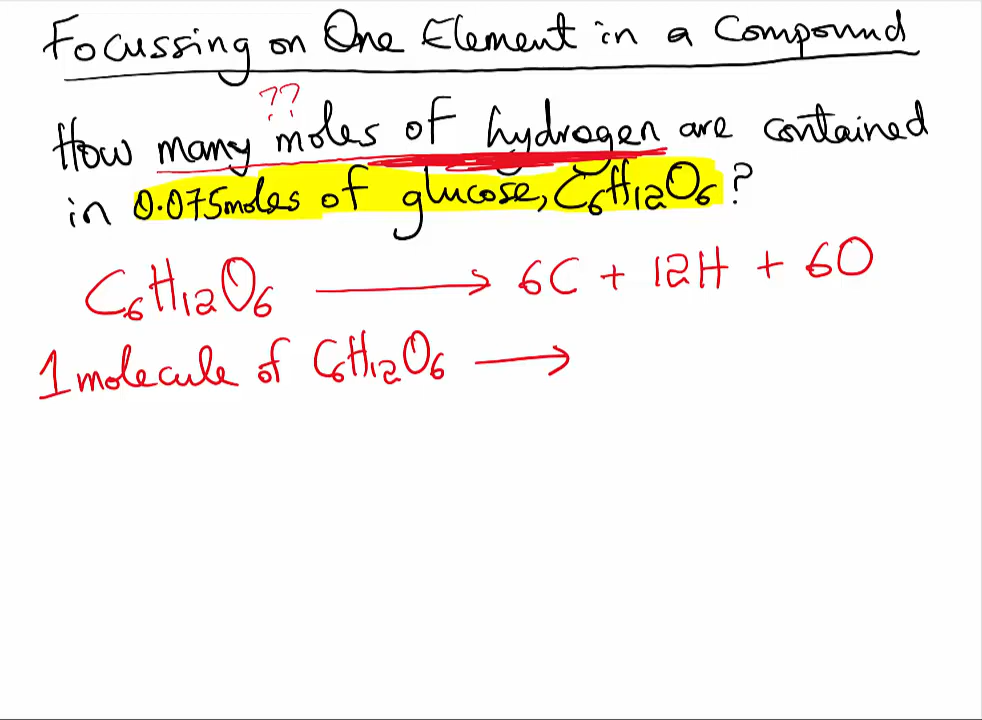 Focussing on One Element in a Compound
??
How many moles of hydrogen are contained
in 0.075moles of glucose, C6H12O6?
C6H12O6 ⟶ 6C + 12H + 6O
1 molecule of C6H12O6 ⟶